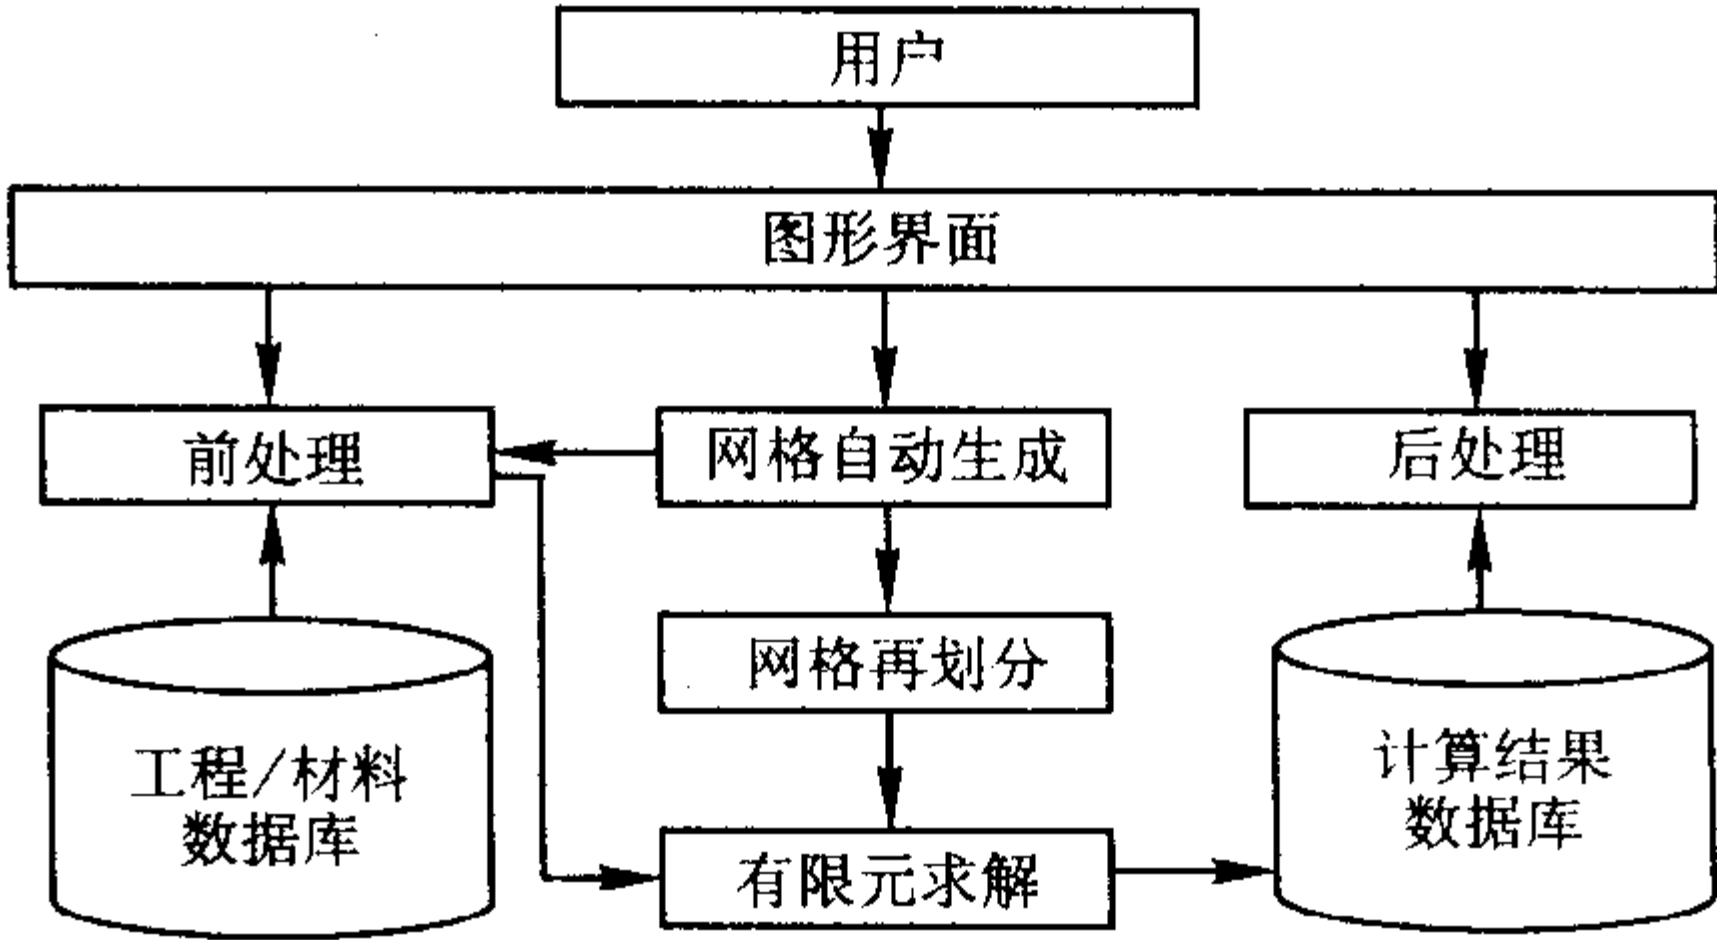 用户
图形界面
前处理
网格自动生成
后处理
网格再划分
工程/材料
数据库
计算结果
数据库
有限元求解